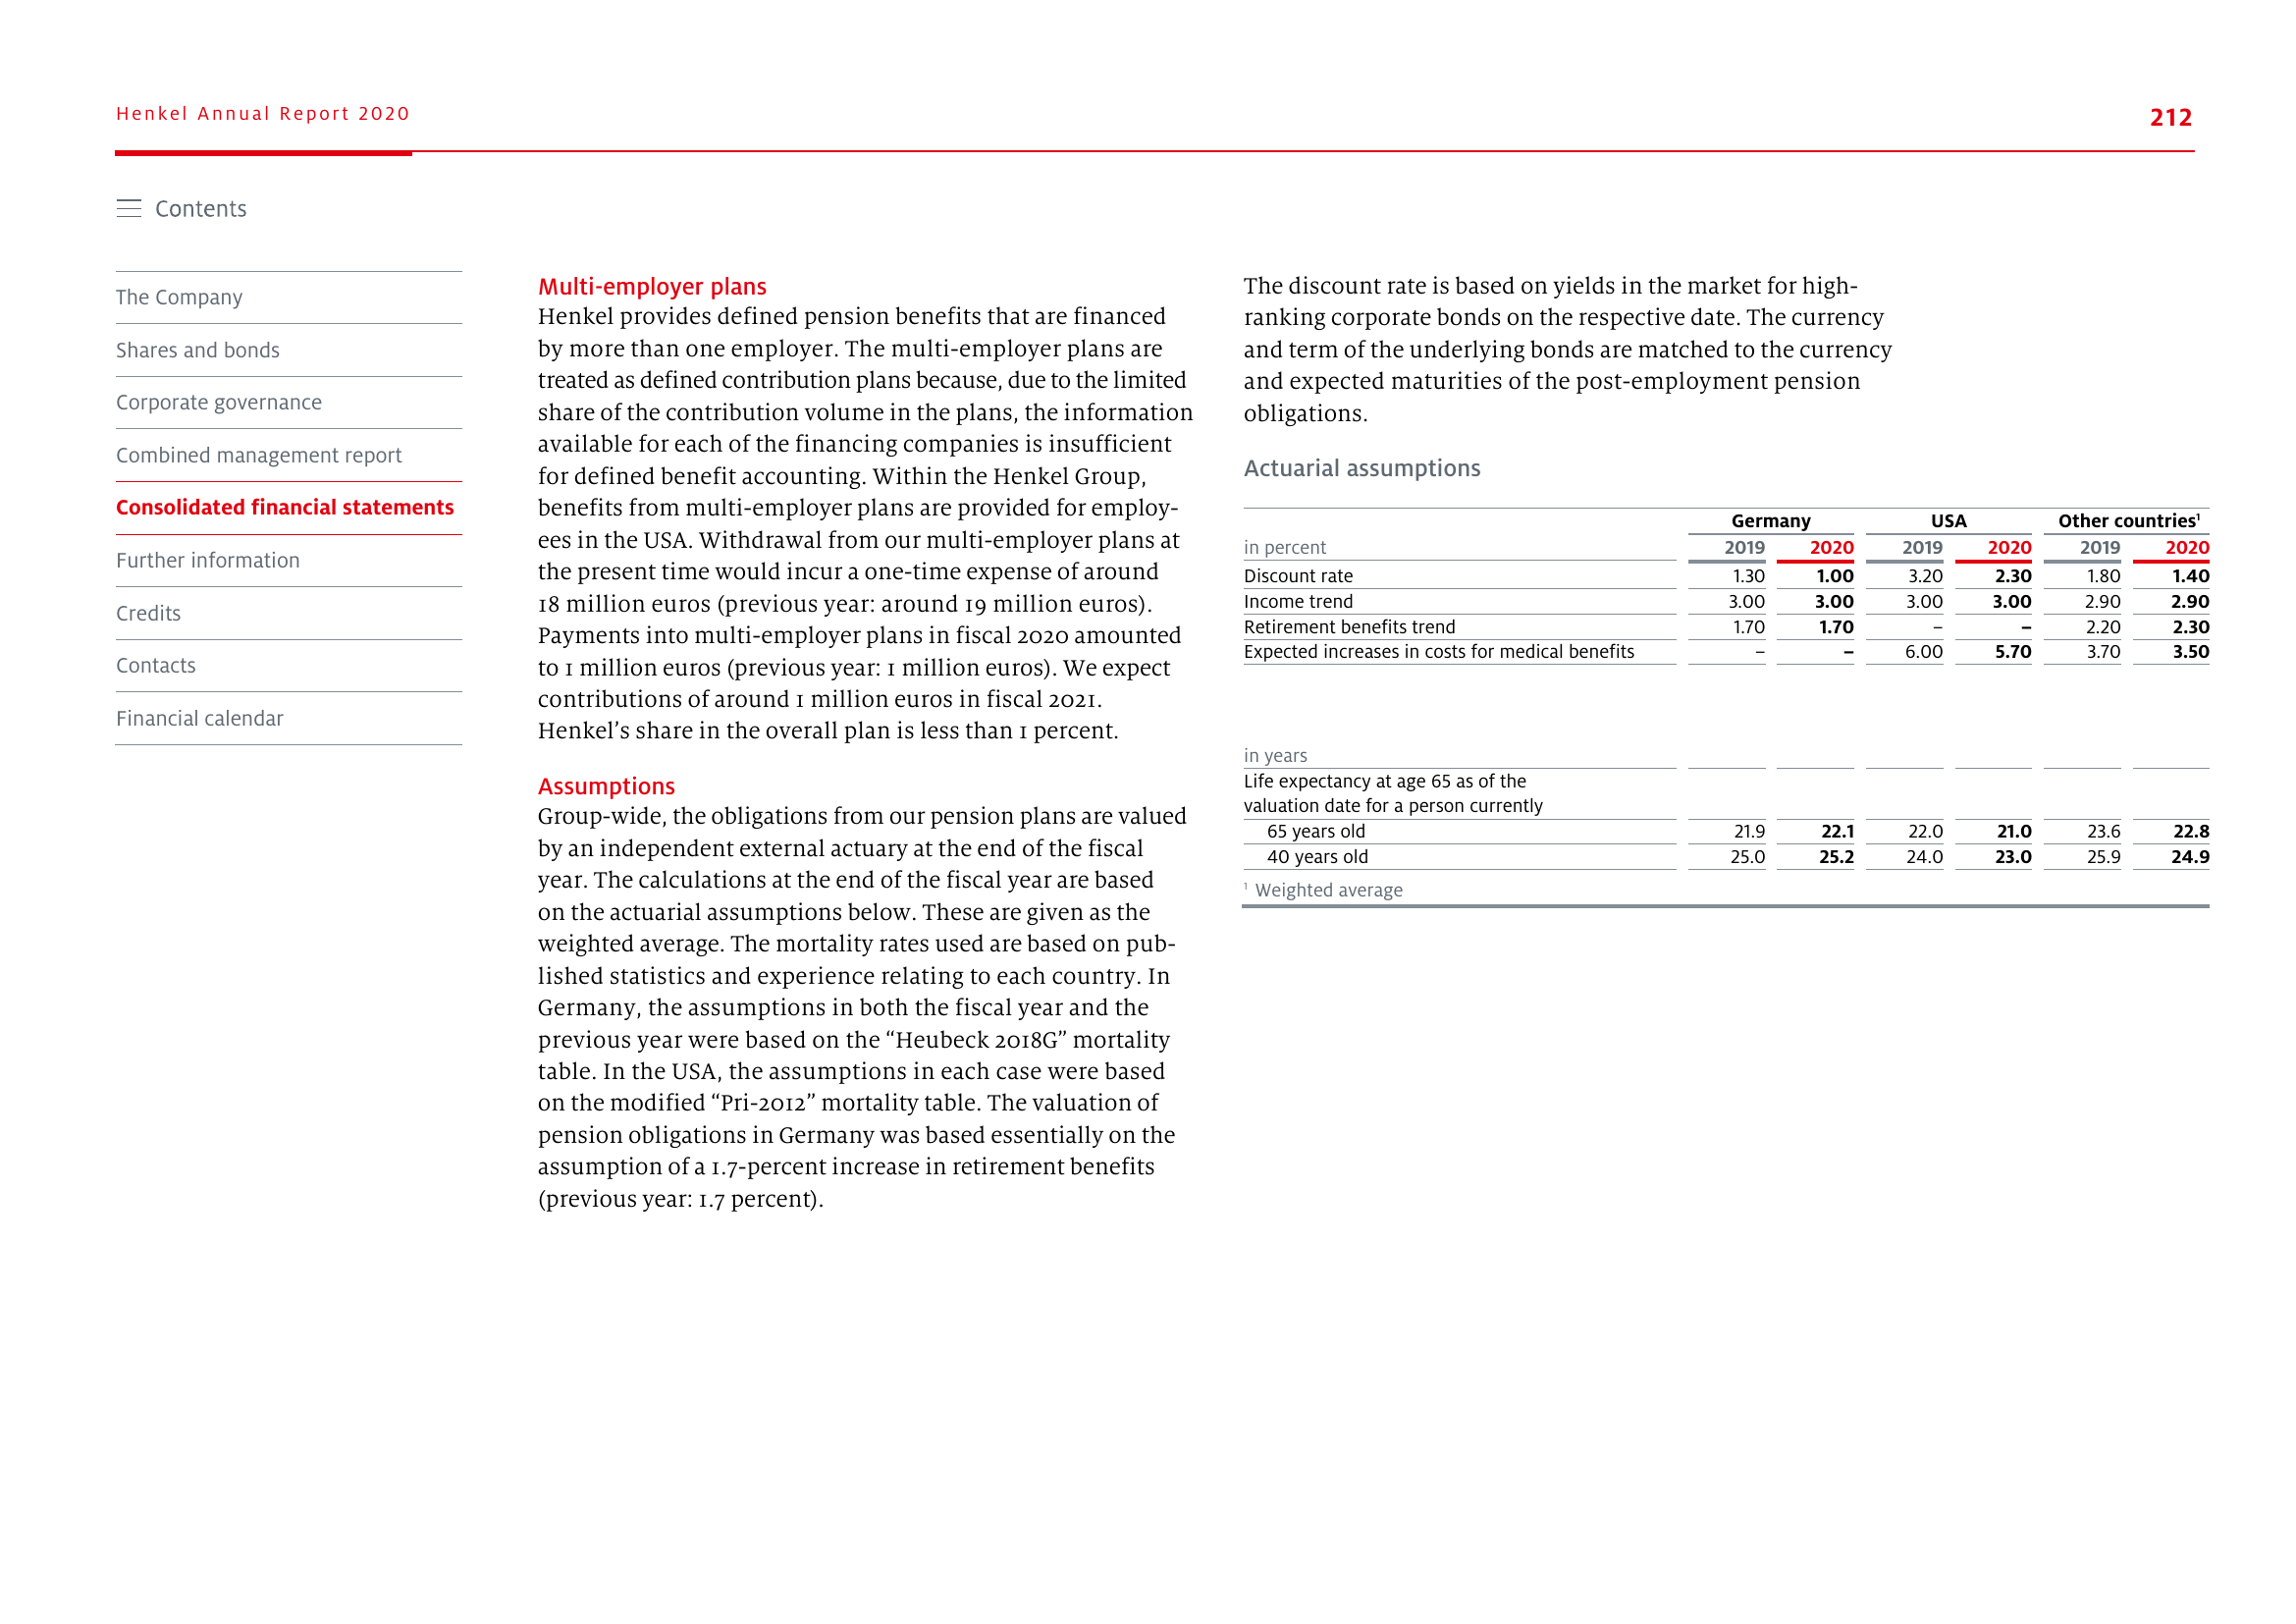 Henkel Annual Report 2020
212
Contents
The Company
Shares and bonds
Corporate governance
Combined management report
Consolidated financial statements
Further information
Credits
Contacts
Financial calendar
Multi-employer plans
Henkel provides defined pension benefits that are financed
by more than one employer. The multi-employer plans are
treated as defined contribution plans because, due to the limited
share of the contribution volume in the plans, the information
available for each of the financing companies is insufficient
for defined benefit accounting. Within the Henkel Group,
benefits from multi-employer plans are provided for employ-
ees in the USA. Withdrawal from our multi-employer plans at
the present time would incur a one-time expense of around
18 million euros (previous year: around 19 million euros).
Payments into multi-employer plans in fiscal 2020 amounted
to 1 million euros (previous year: 1 million euros). We expect
contributions of around 1 million euros in fiscal 2021.
Henkel’s share in the overall plan is less than 1 percent.
Assumptions
Group-wide, the obligations from our pension plans are valued
by an independent external actuary at the end of the fiscal
year. The calculations at the end of the fiscal year are based
on the actuarial assumptions below. These are given as the
weighted average. The mortality rates used are based on pub-
lished statistics and experience relating to each country. In
Germany, the assumptions in both the fiscal year and the
previous year were based on the “Heubeck 2018G” mortality
table. In the USA, the assumptions in each case were based
on the modified “Pri-2012” mortality table. The valuation of
pension obligations in Germany was based essentially on the
assumption of a 1.7-percent increase in retirement benefits
(previous year: 1.7 percent).
The discount rate is based on yields in the market for high-
ranking corporate bonds on the respective date. The currency
and term of the underlying bonds are matched to the currency
and expected maturities of the post-employment pension
obligations.
Actuarial assumptions
Germany USA Other countries¹
in percent 2019 2020 2019 2020 2019 2020
Discount rate 1.30 1.00 3.20 2.30 1.80 1.40
Income trend 3.00 3.00 3.00 3.00 2.90 2.90
Retirement benefits trend 1.70 1.70 – – 2.20 2.30
Expected increases in costs for medical benefits – – 6.00 5.70 3.70 3.50
in years
Life expectancy at age 65 as of the
valuation date for a person currently
65 years old 21.9 22.1 22.0 21.0 23.6 22.8
40 years old 25.0 25.2 24.0 23.0 25.9 24.9
¹ Weighted average